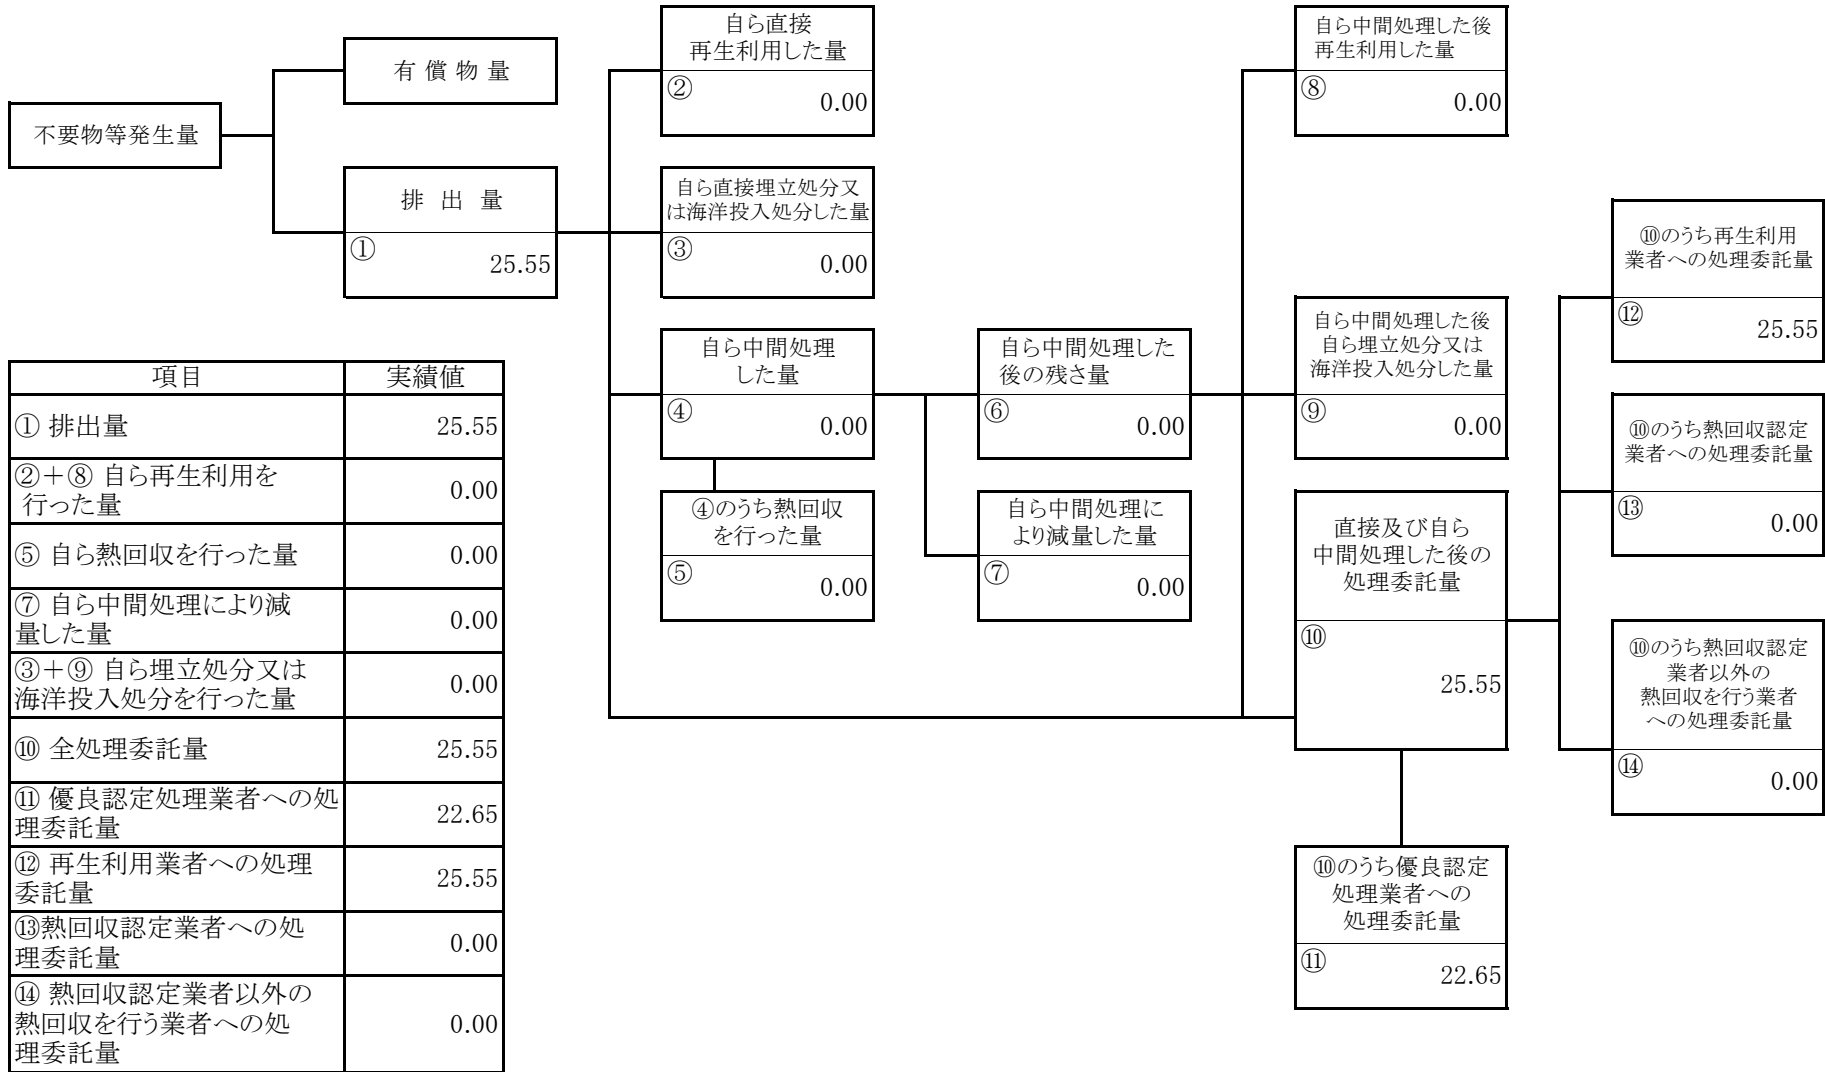 不要物等発生量
有 償 物 量
排 出 量
①
25.55
自ら直接
再生利用した量
②
0.00
自ら直接埋立処分又
は海洋投入処分した量
③
0.00
自ら中間処理
した量
④
0.00
④のうち熱回収
を行った量
⑤
0.00
自ら中間処理した
後の残さ量
⑥
0.00
自ら中間処理に
より減量した量
⑦
0.00
自ら中間処理した後
再生利用した量
⑧
0.00
自ら中間処理した後
自ら埋立処分又は
海洋投入処分した量
⑨
0.00
直接及び自ら
中間処理した後の
処理委託量
⑩
25.55
⑩のうち優良認定
処理業者への
処理委託量
⑪
22.65
⑩のうち再生利用
業者への処理委託量
⑫
25.55
⑩のうち熱回収認定
業者への処理委託量
⑬
0.00
⑩のうち熱回収認定
業者以外の
熱回収を行う業者
への処理委託量
⑭
0.00
項目 実績値
① 排出量 25.55
②＋⑧ 自ら再生利用を
行った量 0.00
⑤ 自ら熱回収を行った量 0.00
⑦ 自ら中間処理により減
量した量 0.00
③＋⑨ 自ら埋立処分又は
海洋投入処分を行った量 0.00
⑩ 全処理委託量 25.55
⑪ 優良認定処理業者への処
理委託量 22.65
⑫ 再生利用業者への処理
委託量 25.55
⑬熱回収認定業者への処
理委託量 0.00
⑭ 熱回収認定業者以外の
熱回収を行う業者への処
理委託量 0.00